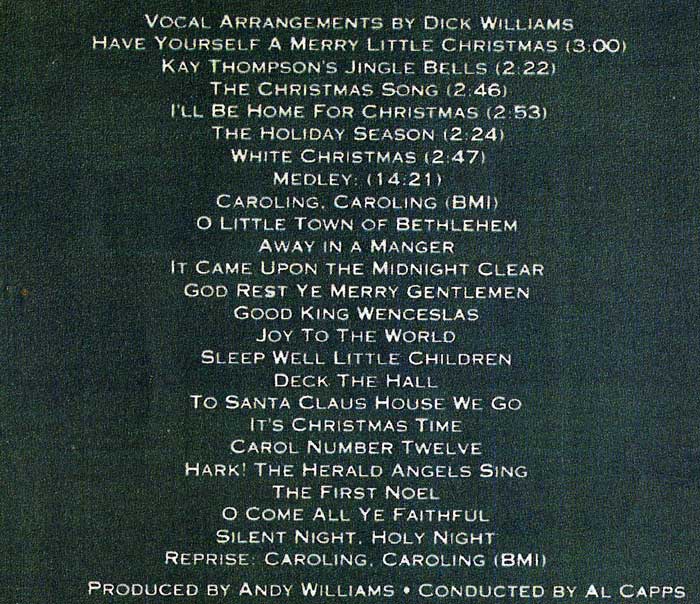 VOCAL ARRANGEMENTS BY DICK WILLIAMS
HAVE YOURSELF A MERRY LITTLE CHRISTMAS (3:00)
KAY THOMPSON'S JINGLE BELLS (2:22)
THE CHRISTMAS SONG (2:46)
I'LL BE HOME FOR CHRISTMAS (2:53)
THE HOLIDAY SEASON (2:24)
WHITE CHRISTMAS (2:47)
MEDLEY: (14:21)
CAROLING, CAROLING (BMI)
O LITTLE TOWN OF BETHLEHEM
AWAY IN A MANGER
IT CAME UPON THE MIDNIGHT CLEAR
GOD REST YE MERRY GENTLEMEN
GOOD KING WENCESLAS
JOY TO THE WORLD
SLEEP WELL LITTLE CHILDREN
DECK THE HALL
TO SANTA CLAUS HOUSE WE GO
IT'S CHRISTMAS TIME
CAROL NUMBER TWELVE
HARK! THE HERALD ANGELS SING
THE FIRST NOEL
O COME ALL YE FAITHFUL
SILENT NIGHT, HOLY NIGHT
REPRISE: CAROLING, CAROLING (BMI)
PRODUCED BY ANDY WILLIAMS • CONDUCTED BY AL CAPPS